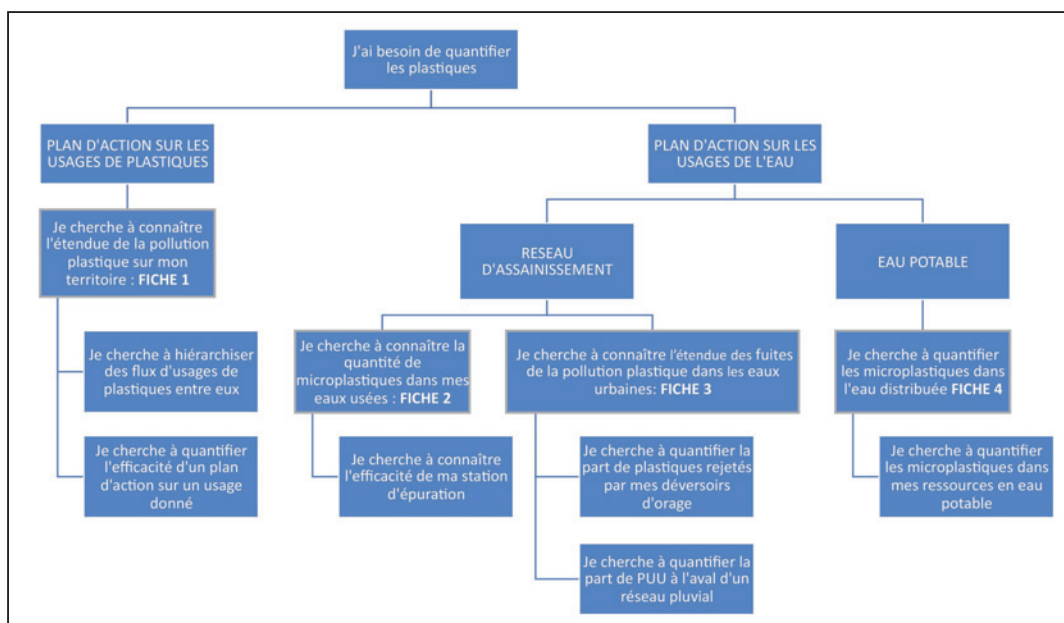 J'ai besoin de quantifier
les plastiques
PLAN D'ACTION SUR LES
USAGES DE PLASTIQUES
PLAN D'ACTION SUR LES
USAGES DE L'EAU
Je cherche à connaître
l'étendue de la pollution
plastique sur mon
territoire : FICHE 1
RESEAU
D'ASSAINISSEMENT
EAU POTABLE
Je cherche à hiérarchiser
des flux d'usages de
plastiques entre eux
Je cherche à connaître la
quantité de
microplastiques dans mes
eaux usées : FICHE 2
Je cherche à connaître l'étendue des fuites
de la pollution plastique dans les eaux
urbaines: FICHE 3
Je cherche à quantifier
les microplastiques dans
l'eau distribuée FICHE 4
Je cherche à quantifier
l'efficacité d'un plan
d'action sur un usage
donné
Je cherche à connaître
l'efficacité de ma station
d'épuration
Je cherche à quantifier la
part de plastiques rejetés
par mes déversoirs
d'orage
Je cherche à quantifier
les microplastiques dans
mes ressources en eau
potable
Je cherche à quantifier la
part de PUU à l'aval d'un
réseau pluvial